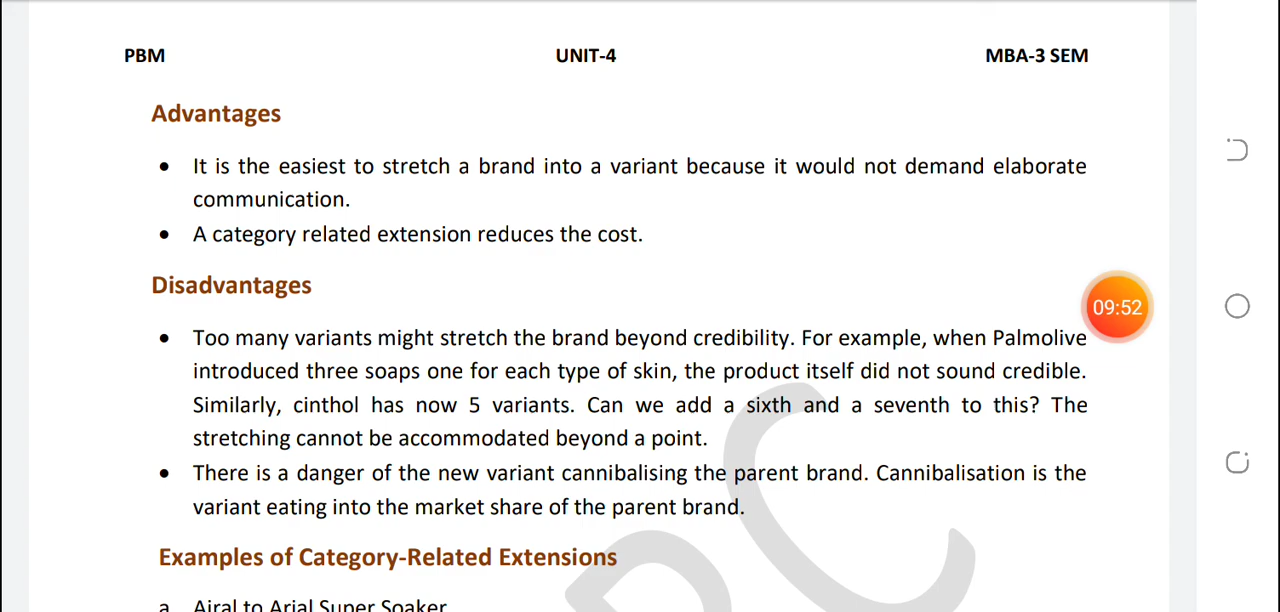 PBM UNIT-4 MBA-3 SEM
Advantages
• It is the easiest to stretch a brand into a variant because it would not demand elaborate
communication.
• A category related extension reduces the cost.
Disadvantages
• Too many variants might stretch the brand beyond credibility. For example, when Palmolive
introduced three soaps one for each type of skin, the product itself did not sound credible.
Similarly, cinthol has now 5 variants. Can we add a sixth and a seventh to this? The
stretching cannot be accommodated beyond a point.
• There is a danger of the new variant cannibalising the parent brand. Cannibalisation is the
variant eating into the market share of the parent brand.
Examples of Category-Related Extensions
a Airal to Arial Super Soaker
09:52